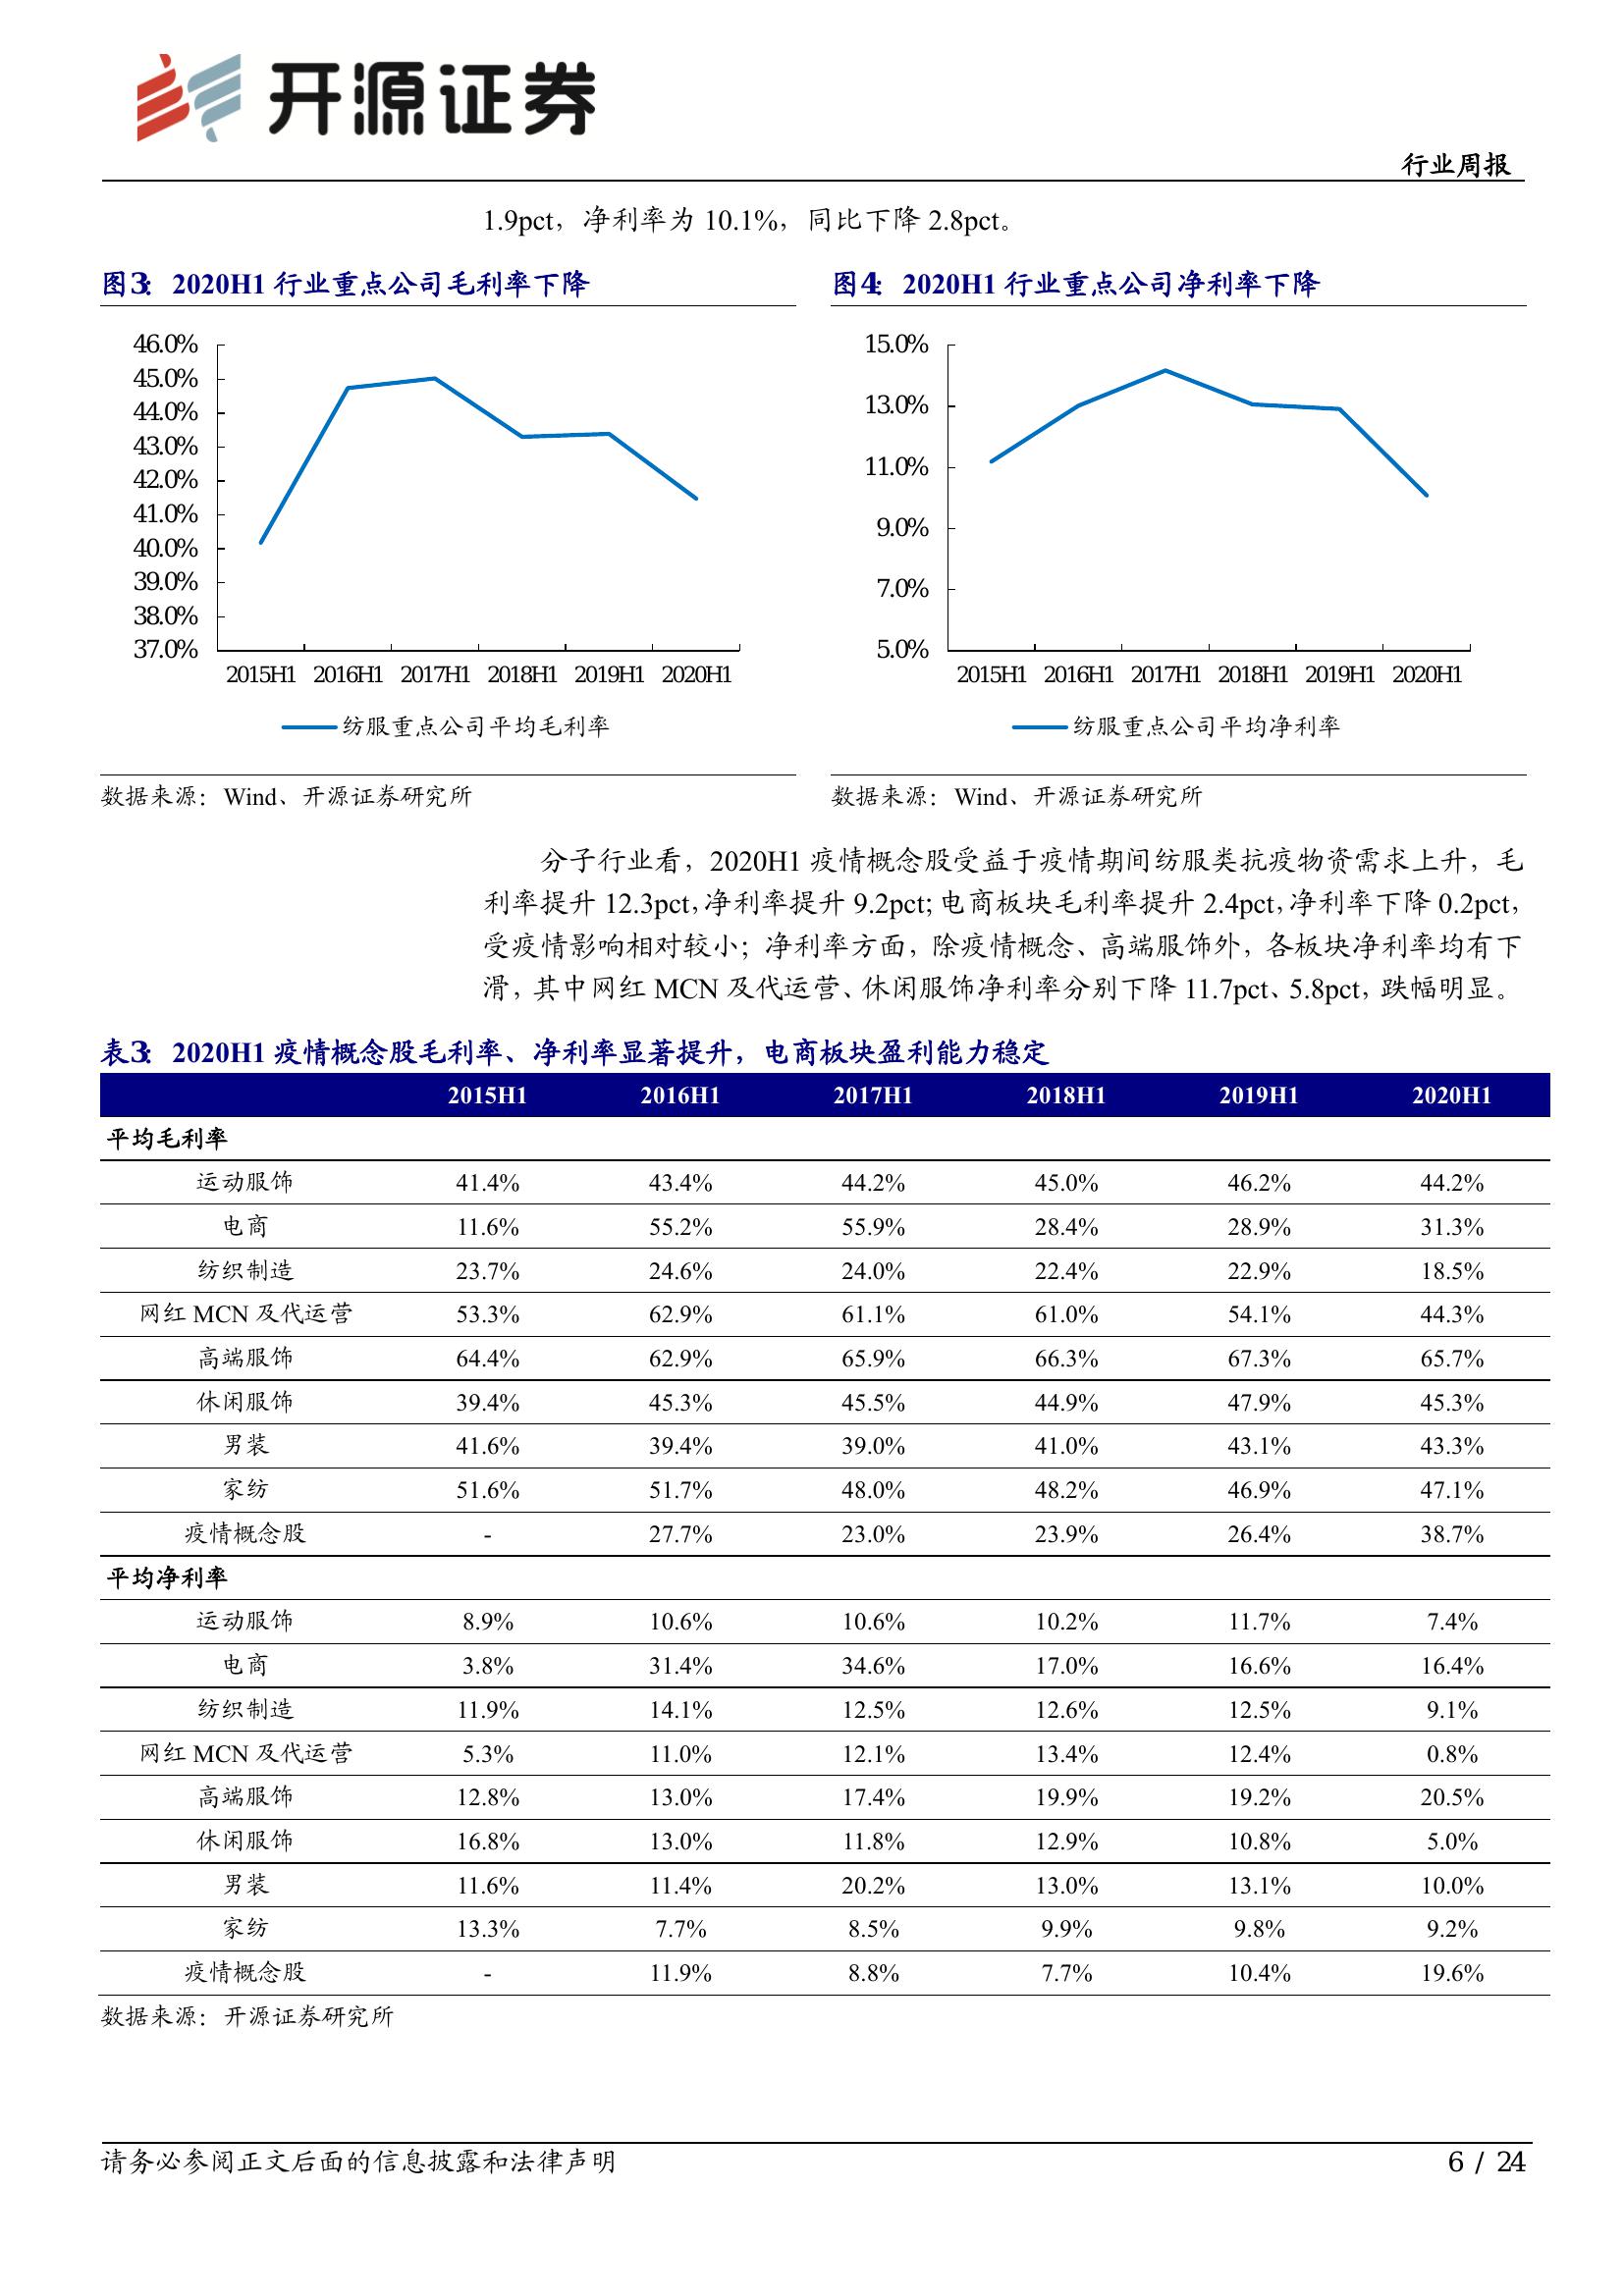 开源证券
行业周报
1.9pct，净利率为 10.1%，同比下降 2.8pct。
图3： 2020H1 行业重点公司毛利率下降
46.0%
45.0%
44.0%
43.0%
42.0%
41.0%
40.0%
39.0%
38.0%
37.0%
2015H1 2016H1 2017H1 2018H1 2019H1 2020H1
纺服重点公司平均毛利率
数据来源：Wind、开源证券研究所
图4： 2020H1 行业重点公司净利率下降
15.0%
13.0%
11.0%
9.0%
7.0%
5.0%
2015H1 2016H1 2017H1 2018H1 2019H1 2020H1
纺服重点公司平均净利率
数据来源：Wind、开源证券研究所
分子行业看，2020H1 疫情概念股受益于疫情期间纺服类抗疫物资需求上升，毛
利率提升 12.3pct，净利率提升 9.2pct；电商板块毛利率提升 2.4pct，净利率下降 0.2pct，
受疫情影响相对较小；净利率方面，除疫情概念、高端服饰外，各板块净利率均有下
滑，其中网红 MCN 及代运营、休闲服饰净利率分别下降 11.7pct、5.8pct，跌幅明显。
表3： 2020H1 疫情概念股毛利率、净利率显著提升，电商板块盈利能力稳定
2015H1 2016H1 2017H1 2018H1 2019H1 2020H1
平均毛利率
运动服饰 41.4% 43.4% 44.2% 45.0% 46.2% 44.2%
电商 11.6% 55.2% 55.9% 28.4% 28.9% 31.3%
纺织制造 23.7% 24.6% 24.0% 22.4% 22.9% 18.5%
网红 MCN 及代运营 53.3% 62.9% 61.1% 61.0% 54.1% 44.3%
高端服饰 64.4% 62.9% 65.9% 66.3% 67.3% 65.7%
休闲服饰 39.4% 45.3% 45.5% 44.9% 47.9% 45.3%
男装 41.6% 39.4% 39.0% 41.0% 43.1% 43.3%
家纺 51.6% 51.7% 48.0% 48.2% 46.9% 47.1%
疫情概念股 - 27.7% 23.0% 23.9% 26.4% 38.7%
平均净利率
运动服饰 8.9% 10.6% 10.6% 10.2% 11.7% 7.4%
电商 3.8% 31.4% 34.6% 17.0% 16.6% 16.4%
纺织制造 11.9% 14.1% 12.5% 12.6% 12.5% 9.1%
网红 MCN 及代运营 5.3% 11.0% 12.1% 13.4% 12.4% 0.8%
高端服饰 12.8% 13.0% 17.4% 19.9% 19.2% 20.5%
休闲服饰 16.8% 13.0% 11.8% 12.9% 10.8% 5.0%
男装 11.6% 11.4% 20.2% 13.0% 13.1% 10.0%
家纺 13.3% 7.7% 8.5% 9.9% 9.8% 9.2%
疫情概念股 - 11.9% 8.8% 7.7% 10.4% 19.6%
数据来源：开源证券研究所
请务必参阅正文后面的信息披露和法律声明
6 / 24